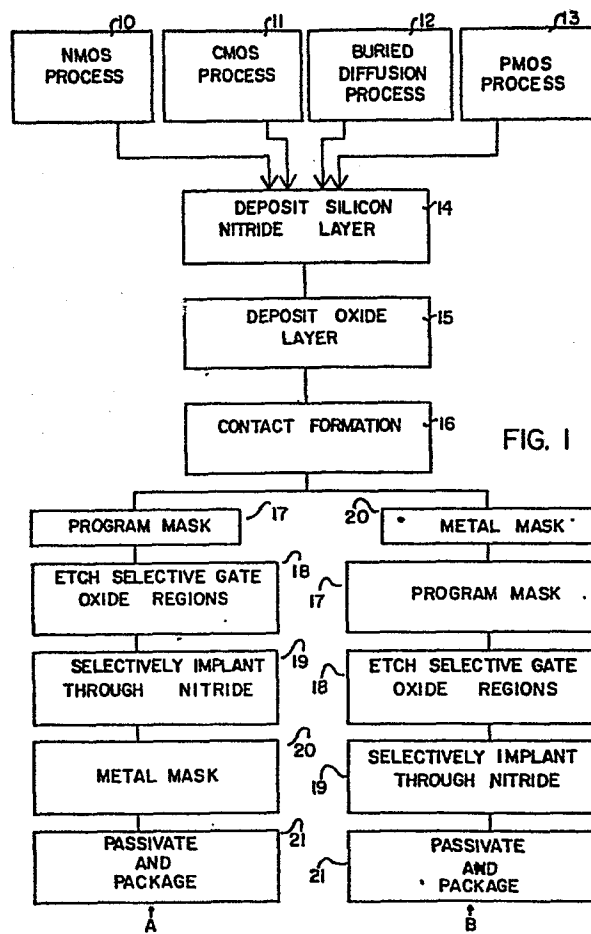 10
NMOS
PROCESS
11
CMOS
PROCESS
12
BURIED
DIFFUSION
PROCESS
13
PMOS
PROCESS
DEPOSIT SILICON
NITRIDE LAYER
14
DEPOSIT OXIDE
LAYER
15
CONTACT FORMATION
16
FIG. 1
PROGRAM MASK
17
ETCH SELECTIVE GATE
OXIDE REGIONS
18
SELECTIVELY IMPLANT
THROUGH NITRIDE
19
METAL MASK
20
PASSIVATE
AND
PACKAGE
21
A
20
METAL MASK
17
PROGRAM MASK
18
ETCH SELECTIVE GATE
OXIDE REGIONS
19
SELECTIVELY IMPLANT
THROUGH NITRIDE
21
PASSIVATE
AND
PACKAGE
B